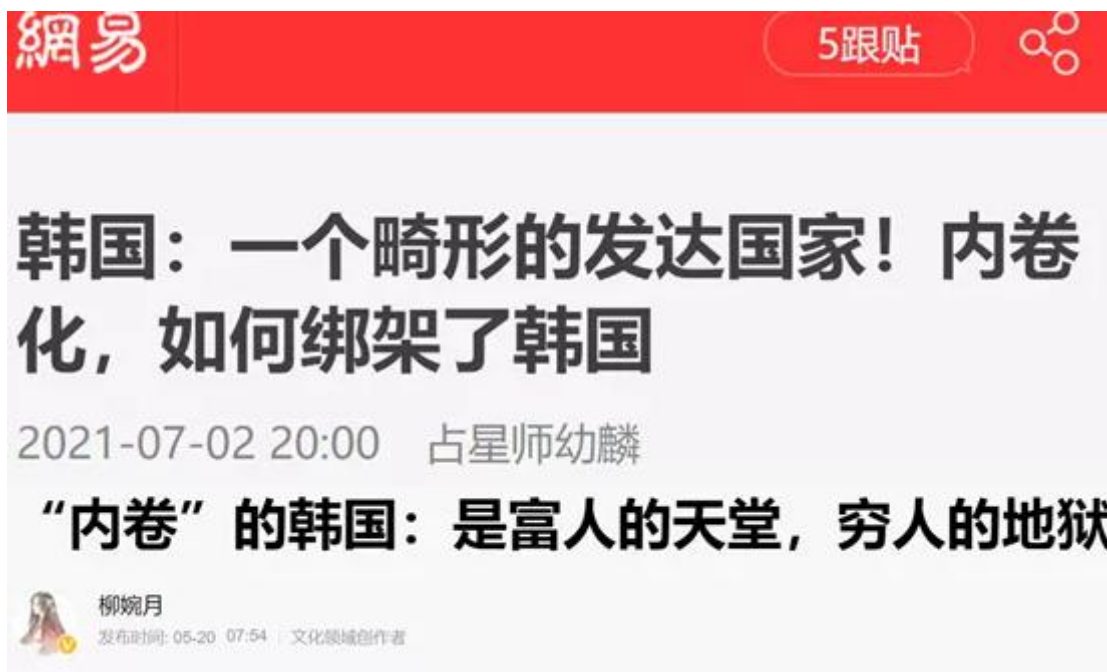 網易
5跟贴
韩国：一个畸形的发达国家！内卷
化，如何绑架了韩国
2021-07-02 20:00 占星师幼麟
“内卷”的韩国：是富人的天堂，穷人的地狱
柳婉月
发布时间: 05-20 07:54 文化领域创作者